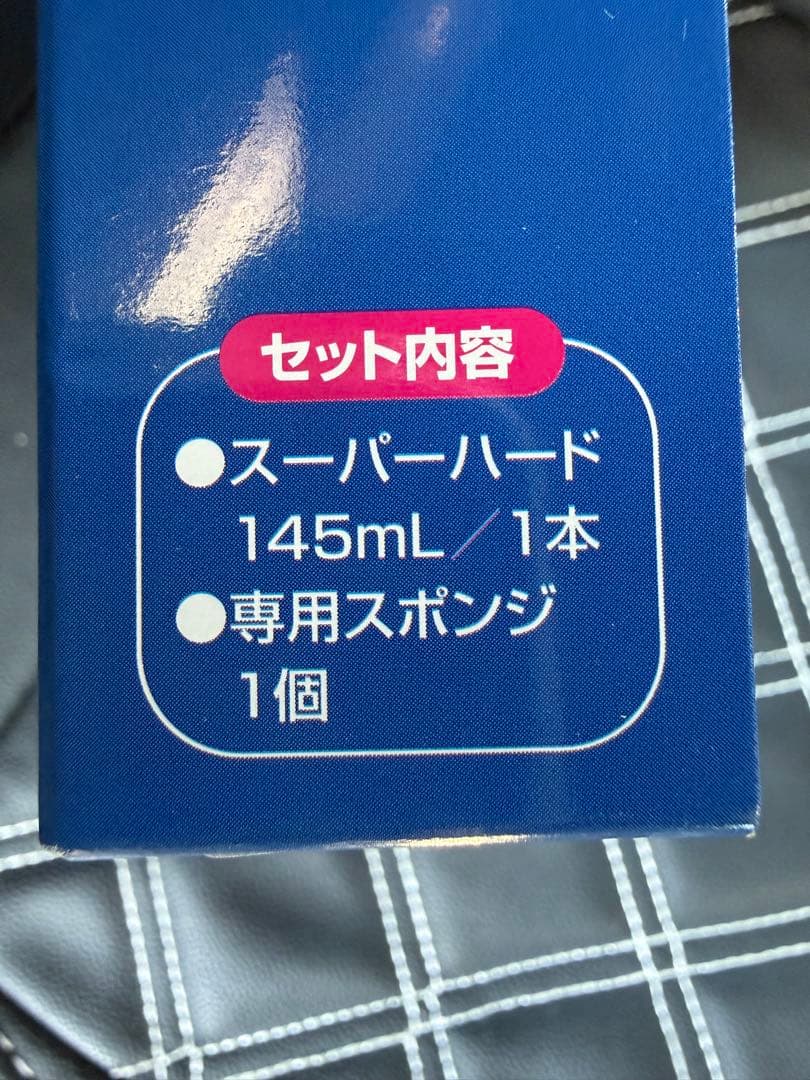 セット内容
●スーパーハード
145mL／1本
●専用スポンジ
1個